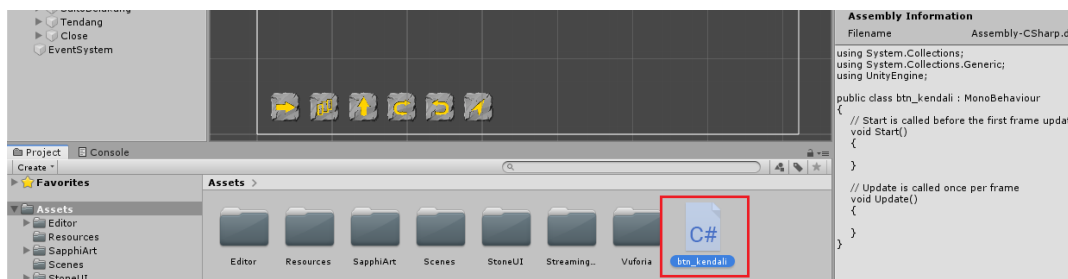 Tendang
Close
EventSystem
Project
Console
Create
Favorites
Assets
Editor
Resources
SapphiArt
Scenes
StoneUI
Assets >
Editor
Resources
SapphiArt
Scenes
StoneUI
Streaming...
Vuforia
C#
btn_kendali
Assembly Information
Filename Assembly-CSharp.d
using System.Collections;
using System.Collections.Generic;
using UnityEngine;
public class btn_kendali : MonoBehaviour
{
// Start is called before the first frame updat
void Start()
{
}
// Update is called once per frame
void Update()
{
}
}